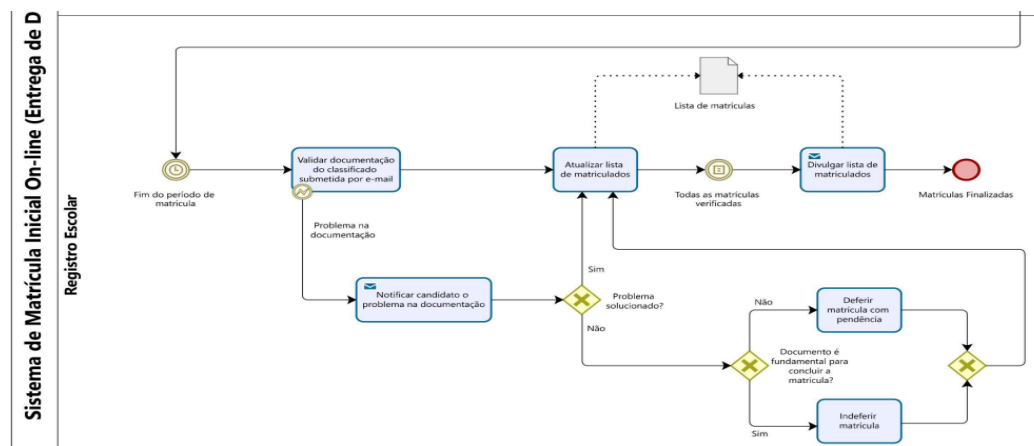 Sistema de Matrícula Inicial On-line (Entrega de D
Registro Escolar
Lista de matrículas
Fim do período de
matrícula
Validar documentação
do classificado
submetida por e-mail
Atualizar lista
de matriculados
Todas as matrículas
verificadas
Divulgar lista de
matriculados
Matrículas Finalizadas
Problema na
documentação
Notificar candidato o
problema na documentação
Sim
Problema
solucionado?
Não
Não
Deferir
matrícula com
pendência
Documento é
fundamental para
concluir a
matrícula?
Sim
Indeferir
matrícula